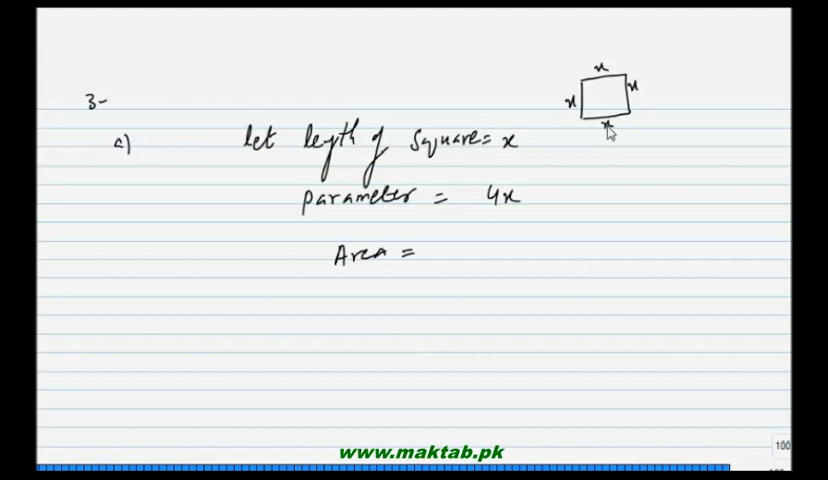 x
3-
x
x
x
a) let length of square = x
parameter = 4x
Area =
100
www.maktab.pk